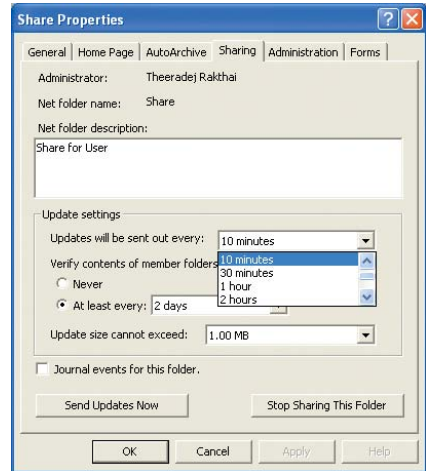 Share Properties
General Home Page AutoArchive Sharing Administration Forms
Administrator: Theeradej Rakthai
Net folder name: Share
Net folder description:
Share for User
Update settings
Updates will be sent out every: 10 minutes
10 minutes
30 minutes
1 hour
2 hours
Verify contents of member folders
Never
At least every: 2 days
Update size cannot exceed: 1.00 MB
Journal events for this folder.
Send Updates Now Stop Sharing This Folder
OK Cancel Apply Help